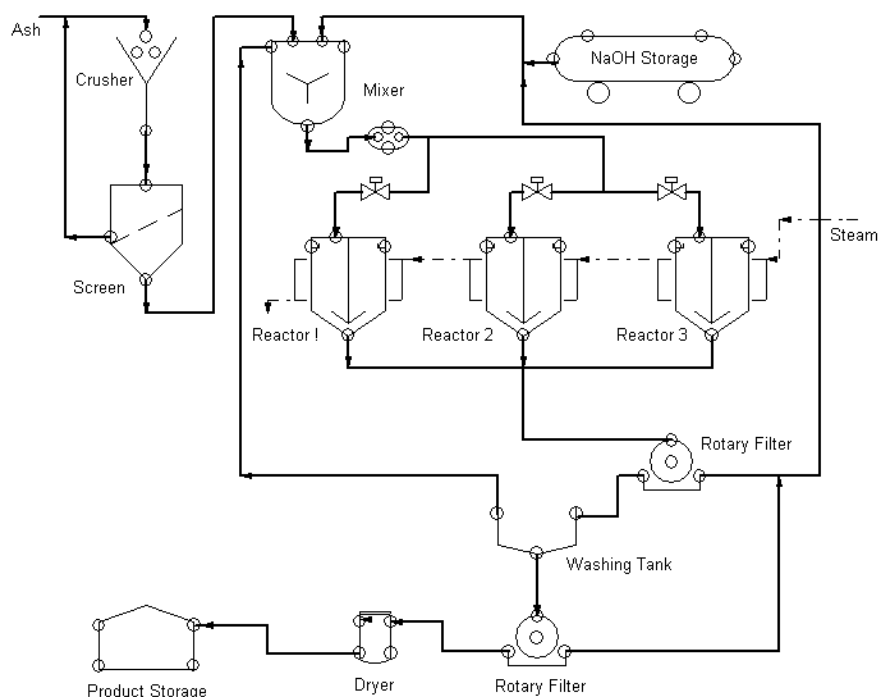 Ash
NaOH Storage
Crusher
Mixer
Steam
Screen
Reactor !
Reactor 2
Reactor 3
Rotary Filter
Washing Tank
Product Storage
Dryer
Rotary Filter